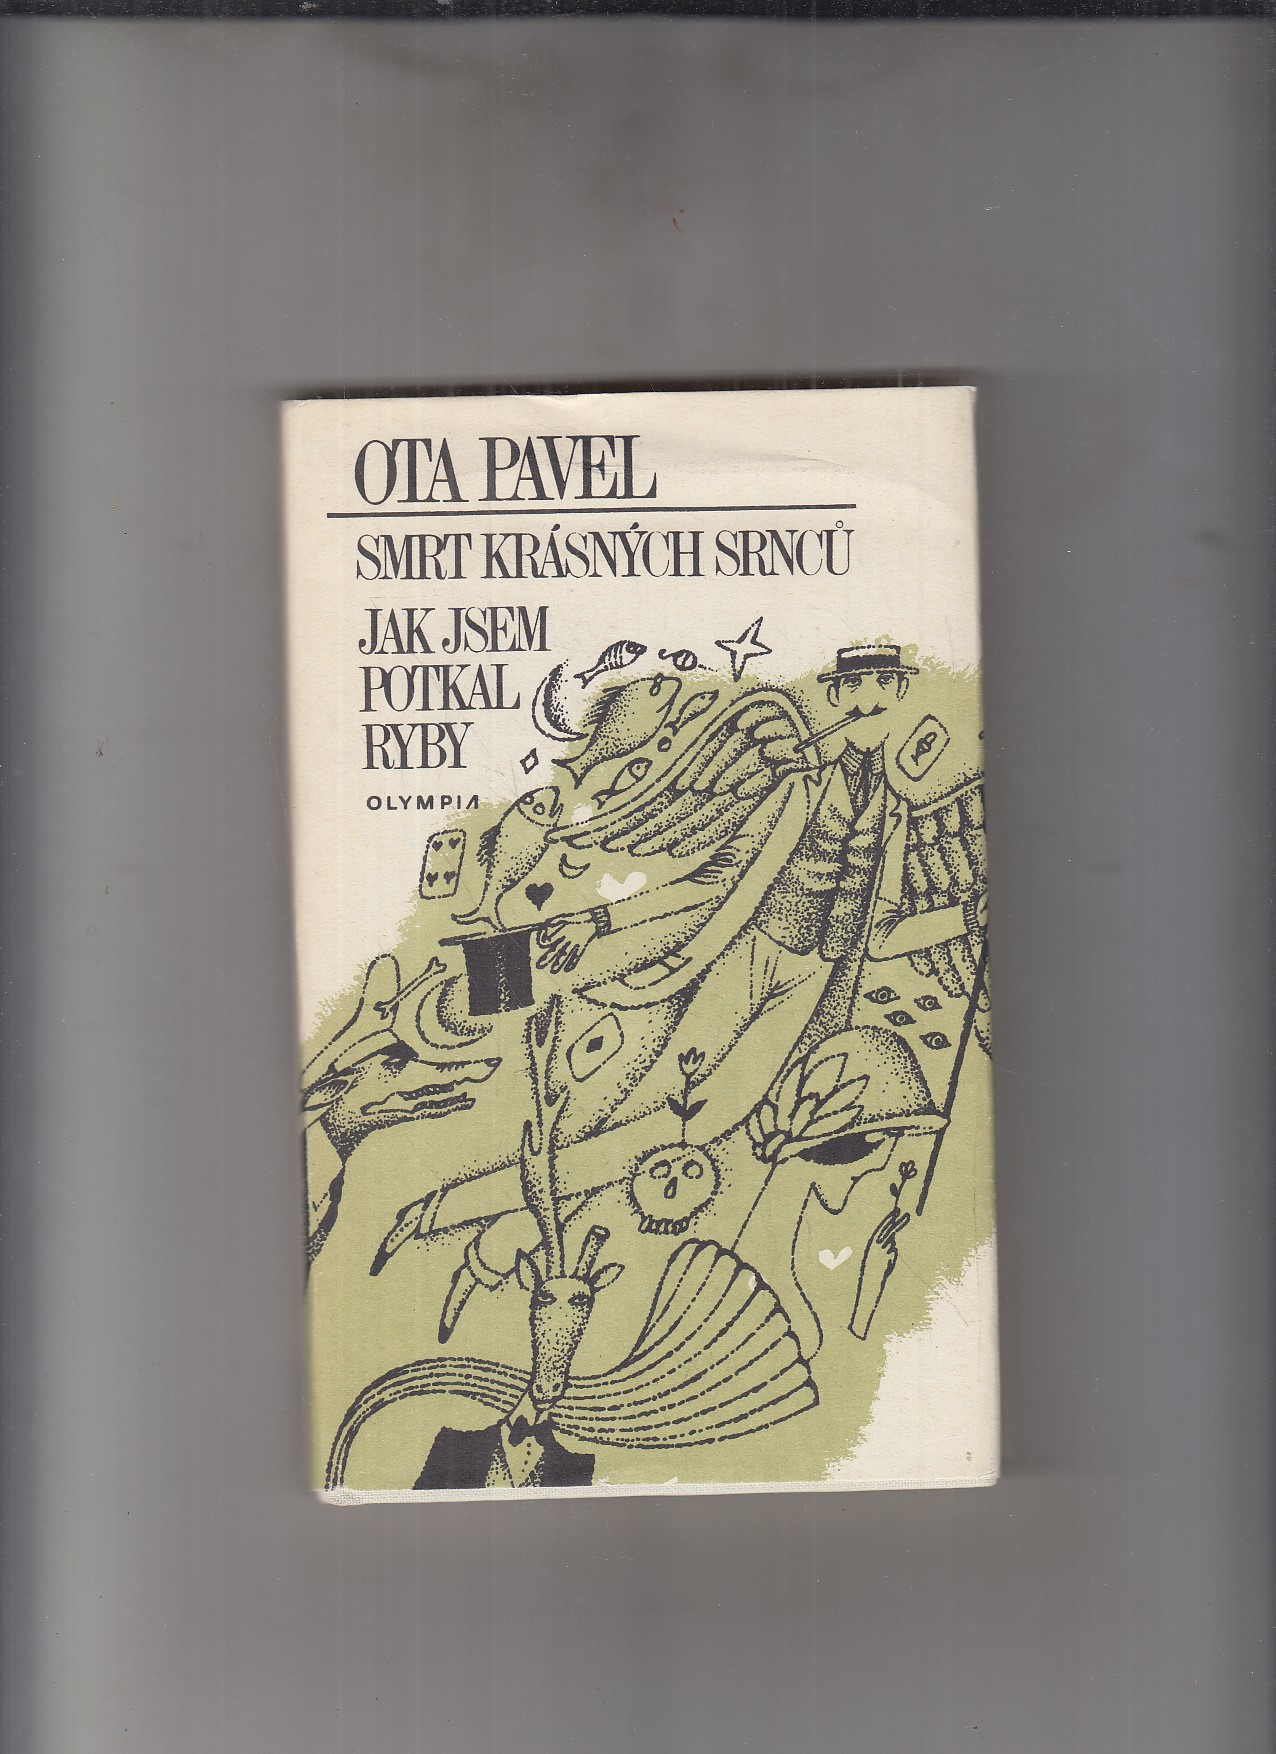 OTA PAVEL
SMRT KRÁSNÝCH SRNCŮ
JAK JSEM
POTKAL
RYBY
OLYMPIA